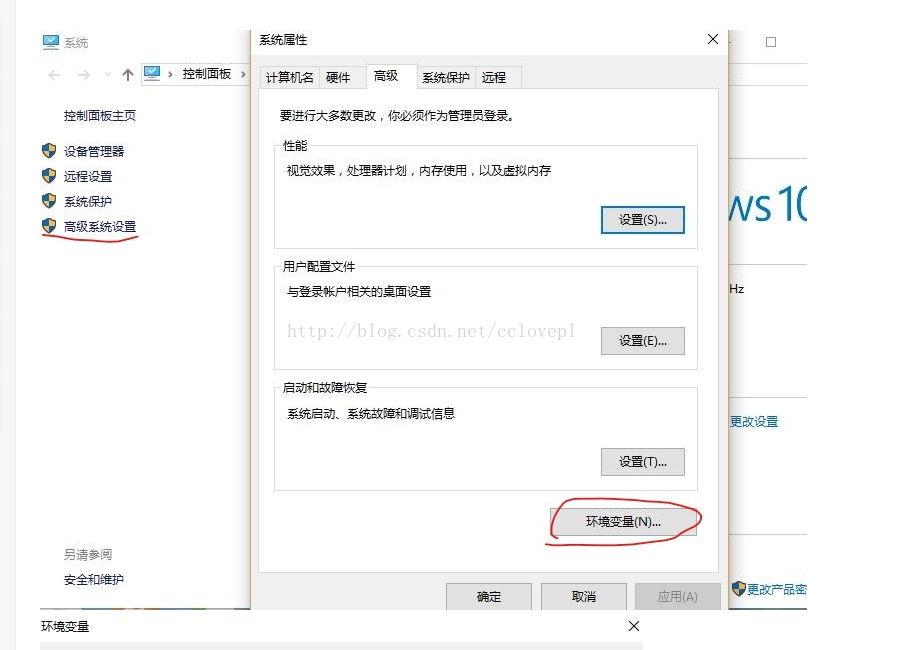 系统
系统属性
控制面板
计算机名
硬件
高级
系统保护
远程
控制面板主页
设备管理器
远程设置
系统保护
高级系统设置
要进行大多数更改，你必须作为管理员登录。
性能
视觉效果，处理器计划，内存使用，以及虚拟内存
设置(S)...
用户配置文件
与登录帐户相关的桌面设置
http://blog.csdn.net/cclovepl
设置(E)...
启动和故障恢复
系统启动、系统故障和调试信息
设置(T)...
环境变量(N)...
确定
取消
应用(A)
ws 10
Hz
更改设置
更改产品密
另请参阅
安全和维护
环境变量